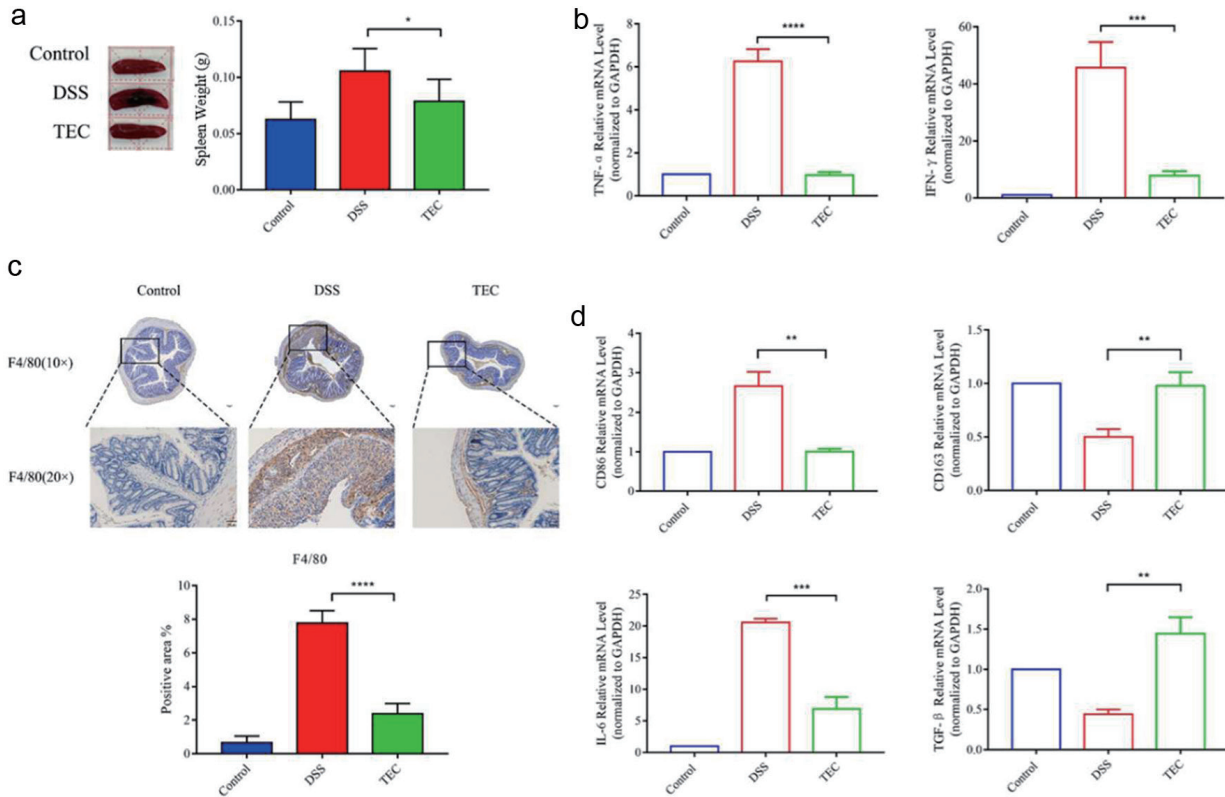 a
Control
DSS
TEC
Spleen Weight (g)
0.15
0.10
0.05
0.00
*
Control
DSS
TEC
b
TNF-α Relative mRNA Level
(normalized to GAPDH)
8
6
4
2
0
****
Control
DSS
TEC
IFN-γ Relative mRNA Level
(normalized to GAPDH)
60
40
20
0
***
Control
DSS
TEC
c
Control
DSS
TEC
F4/80(10×)
F4/80(20×)
F4/80
Positive area %
10
8
6
4
2
0
****
Control
DSS
TEC
d
CD86 Relative mRNA Level
(normalized to GAPDH)
4
3
2
1
0
**
Control
DSS
TEC
CD163 Relative mRNA Level
(normalized to GAPDH)
1.5
1.0
0.5
0.0
**
Control
DSS
TEC
IL-6 Relative mRNA Level
(normalized to GAPDH)
25
20
15
10
5
0
***
Control
DSS
TEC
TGF-β Relative mRNA Level
(normalized to GAPDH)
2.0
1.5
1.0
0.5
0.0
**
Control
DSS
TEC